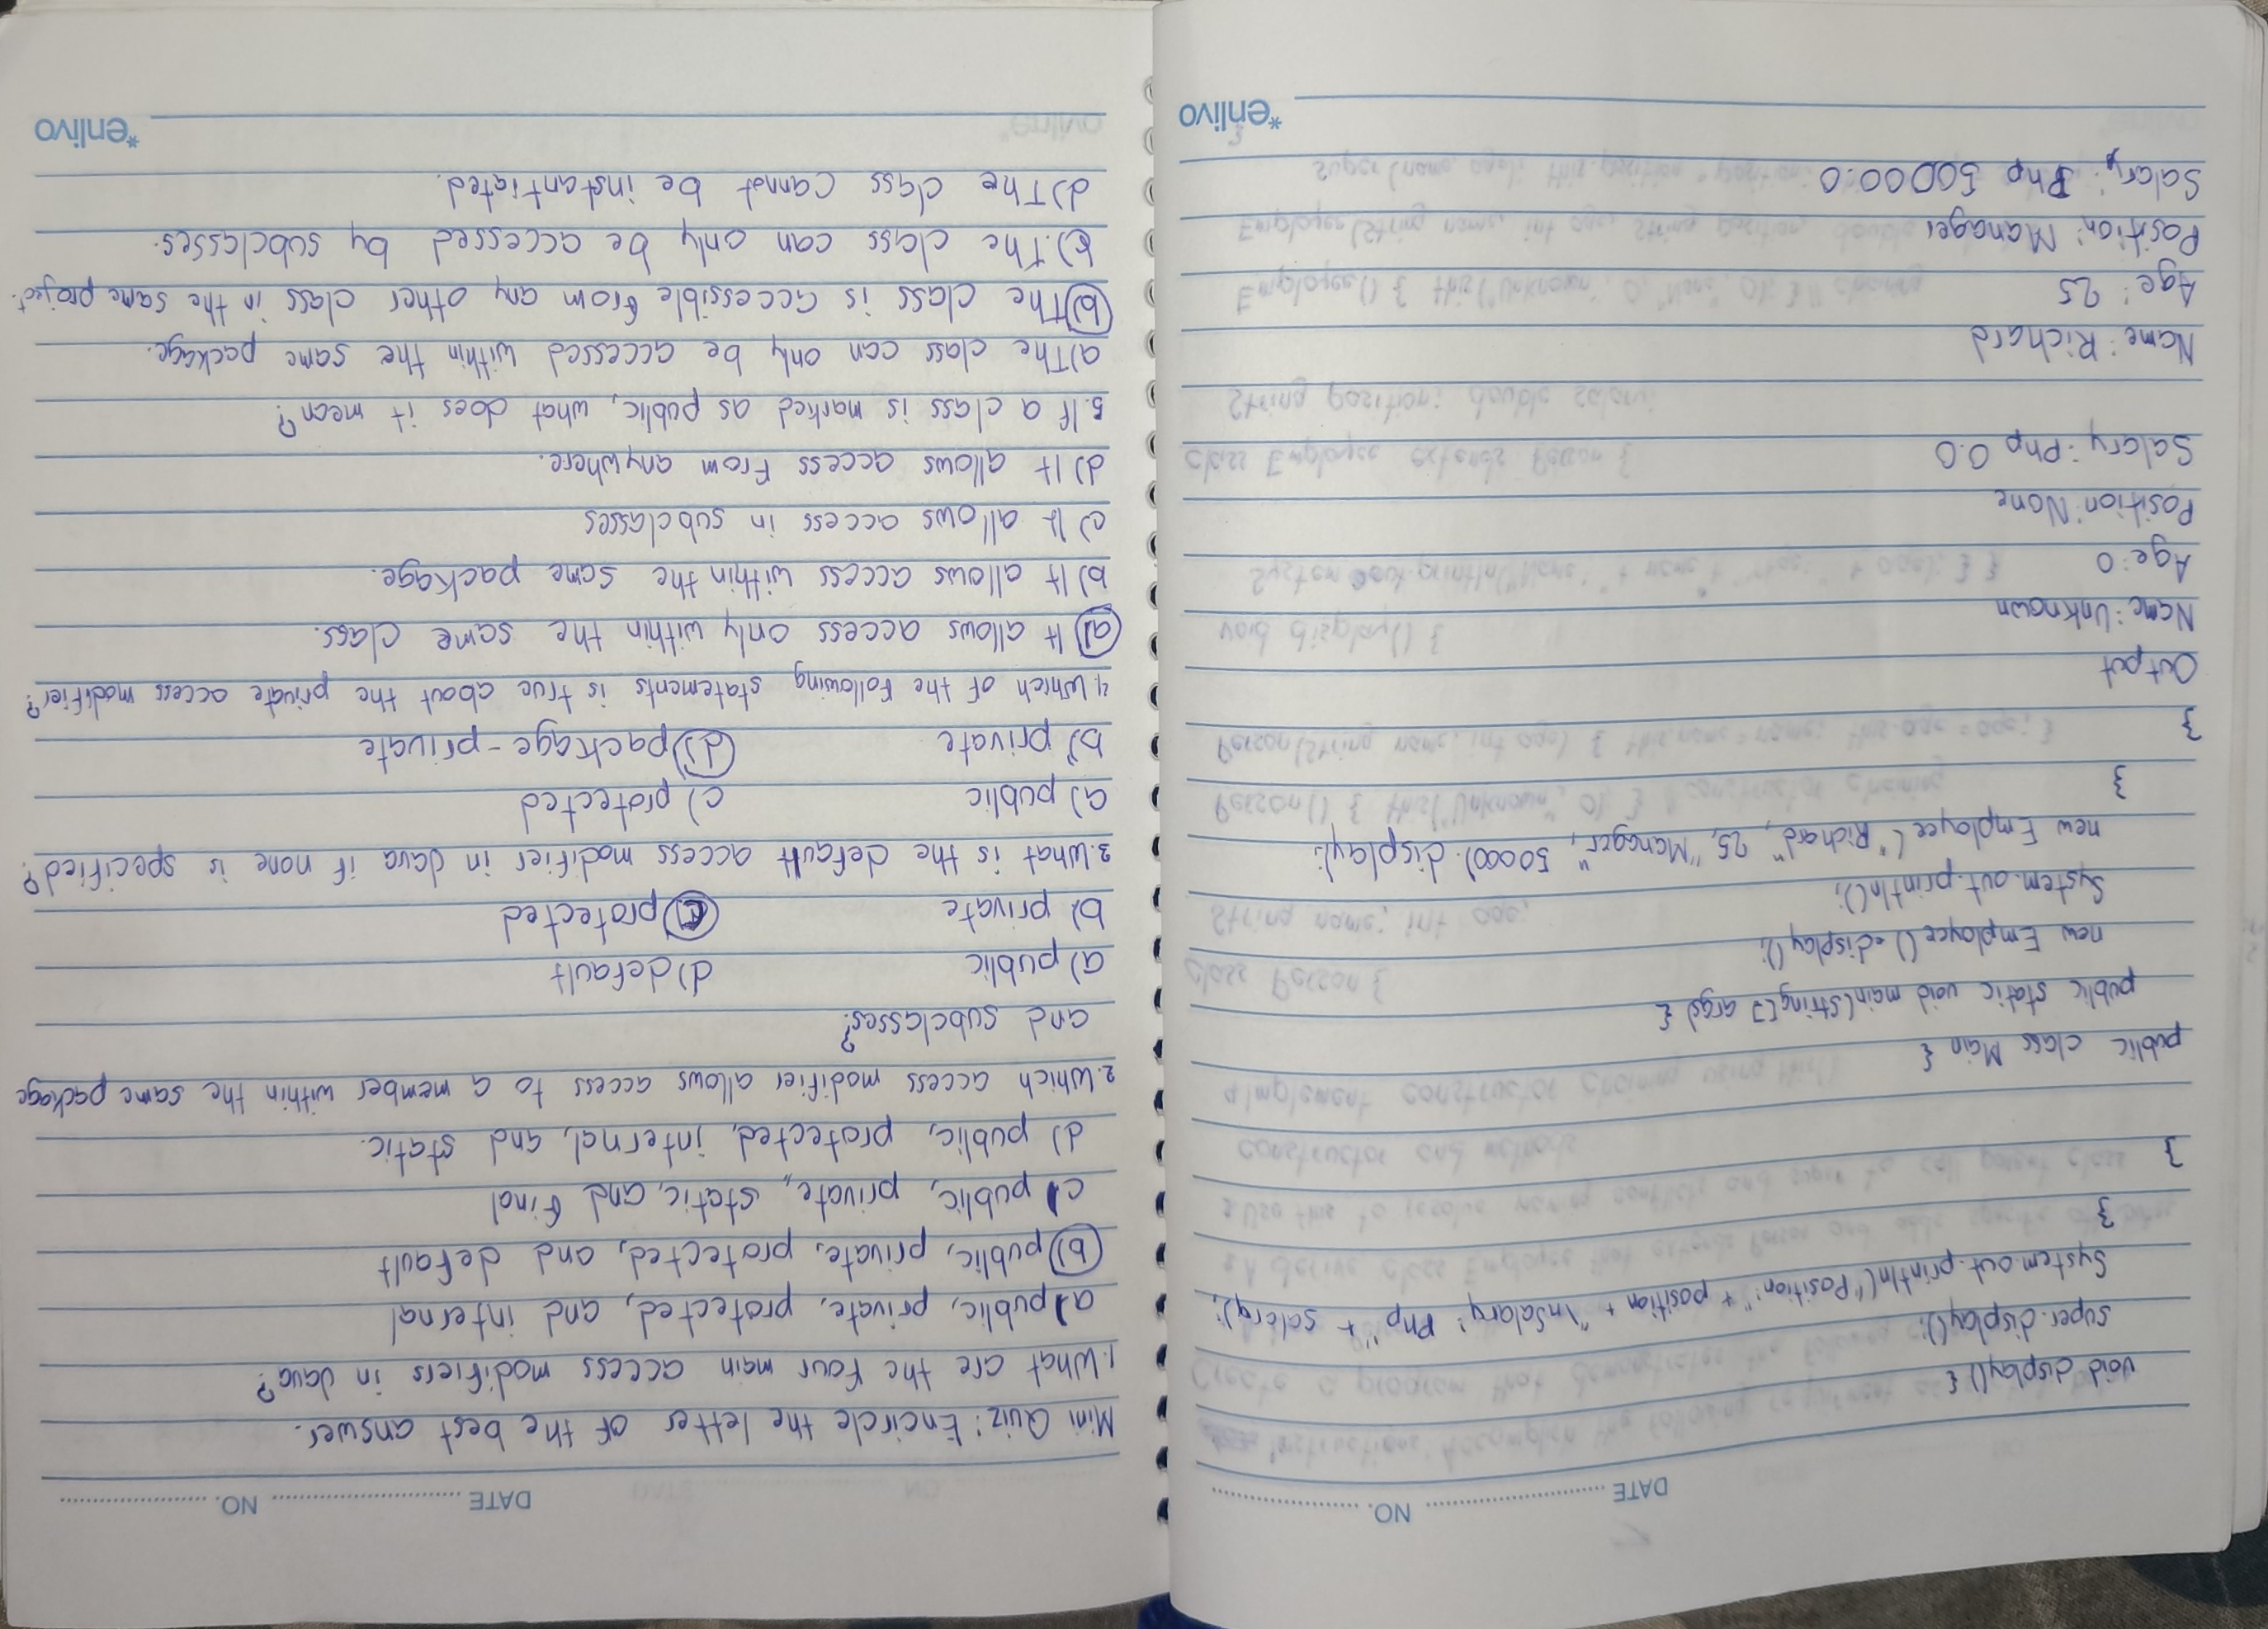 DATE NO.
void display() {
super.display();
System.out.println("Position: " + position + "\nSalary: Php " + salary);
}
}
public class Main {
public static void main(String[] args) {
new Employee().display();
System.out.println();
new Employee("Richard", 25, "Manager", 50000).display();
}
}
Output
Name: Unknown
Age: 0
Position: None
Salary: Php 0.0
Name: Richard
Age: 25
Position: Manager
Salary: Php 50000.0
*enlivo
DATE NO.
Mini Quiz: Encircle the letter of the best answer.
1. What are the four main access modifiers in Java?
a) public, private, protected, and internal
b) public, private, protected, and default
c) public, private, static, and final
d) public, protected, internal, and static.
2. Which access modifier allows access to a member within the same package
and subclasses?
a) public d) default
b) private c) protected
3. What is the default access modifier in Java if none is specified?
a) public c) protected
b) private d) package-private
4. Which of the following statements is true about the private access modifier?
a) It allows access only within the same class.
b) It allows access within the same package.
c) It allows access in subclasses
d) It allows access from anywhere.
5. If a class is marked as public, what does it mean?
a) The class can only be accessed within the same package.
b) The class is accessible from any other class in the same project.
c) The class can only be accessed by subclasses.
d) The class cannot be instantiated.
*enlivo